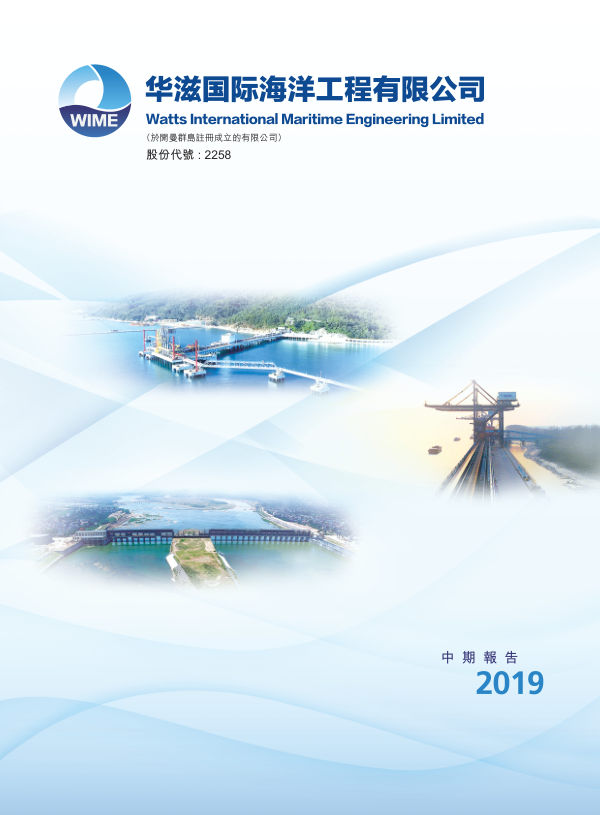 WIME
华滋国际海洋工程有限公司
Watts International Maritime Engineering Limited
（於開曼群島註冊成立的有限公司）
股份代號 : 2258
中期報告
2019